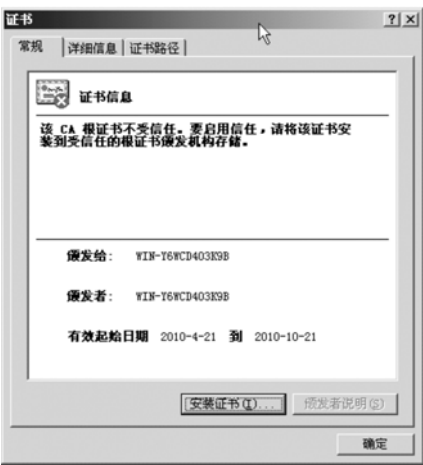 证书
常规 详细信息 证书路径
证书信息
该 CA 根证书不受信任。要启用信任，请将该证书安
装到受信任的根证书颁发机构存储。
颁发给： WIN-Y6WCD403K9B
颁发者： WIN-Y6WCD403K9B
有效起始日期 2010-4-21 到 2010-10-21
安装证书(I)... 颁发者说明(S)
确定